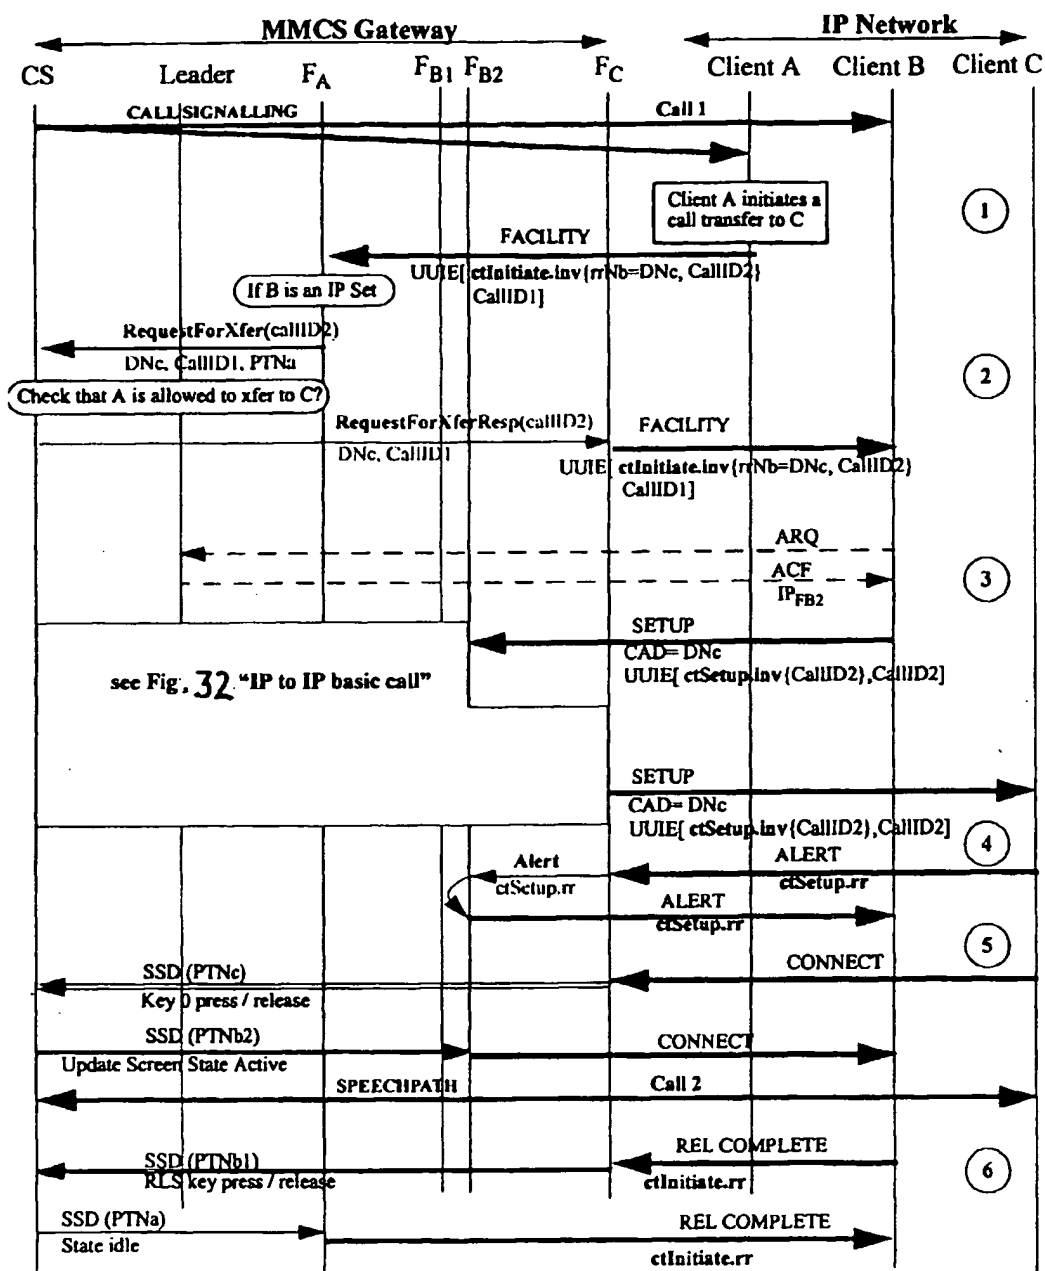 MMCS Gateway
IP Network
CS
Leader
FA
FB1
FB2
FC
Client A
Client B
Client C
CALL SIGNALLING
Call 1
Client A initiates a
call transfer to C
1
FACILITY
UUIE[ ctInitiate.inv{rrNb=DNc, CallID2}
CallID1]
If B is an IP Set
RequestForXfer(callID2)
DNc, CallID1, PTNa
2
Check that A is allowed to xfer to C?
RequestForXferResp(callID2)
DNc, CallID1
FACILITY
UUIE[ ctInitiate.inv{rrNb=DNc, CallID2}
CallID1]
ARQ
ACF
IPFB2
3
SETUP
CAD= DNc
UUIE[ ctSetup.inv{CallID2},CallID2]
see Fig. 32 "IP to IP basic call"
SETUP
CAD= DNc
UUIE[ ctSetup.inv{CallID2},CallID2]
4
ALERT
ctSetup.rr
Alert
ctSetup.rr
ALERT
ctSetup.rr
5
CONNECT
SSD (PTNc)
Key 0 press / release
SSD (PTNb2)
Update Screen State Active
CONNECT
SPEECHPATH
Call 2
REL COMPLETE
ctInitiate.rr
6
SSD (PTNb1)
RLS key press / release
SSD (PTNa)
State idle
REL COMPLETE
ctInitiate.rr